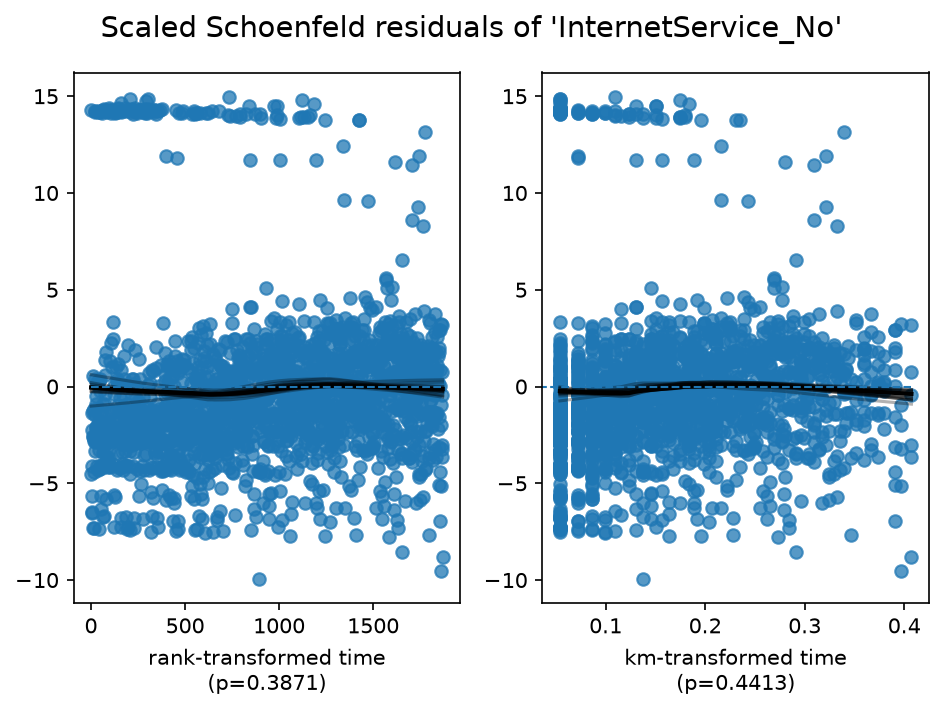 Scaled Schoenfeld residuals of 'InternetService_No'
15
10
5
0
−5
−10
0 500 1000 1500
rank-transformed time
(p=0.3871)
15
10
5
0
−5
−10
0.1 0.2 0.3 0.4
km-transformed time
(p=0.4413)